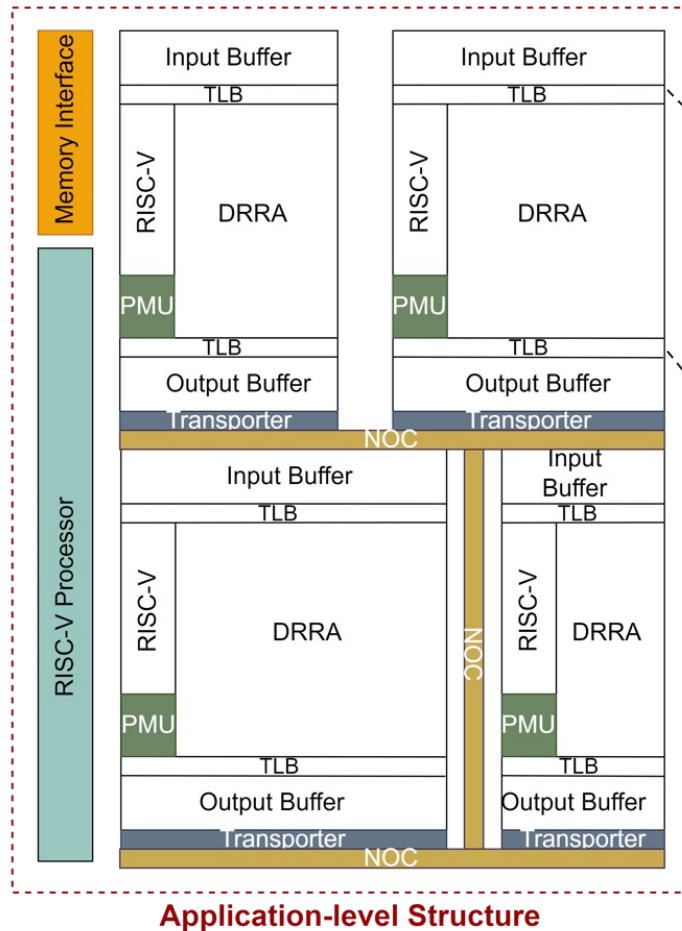 Memory Interface
RISC-V Processor
Input Buffer
TLB
RISC-V
DRRA
PMU
TLB
Output Buffer
Transporter
Input Buffer
TLB
RISC-V
DRRA
PMU
TLB
Output Buffer
Transporter
NOC
Input Buffer
TLB
RISC-V
DRRA
PMU
TLB
Output Buffer
Transporter
NOC
Input
Buffer
TLB
RISC-V
DRRA
PMU
TLB
Output Buffer
Transporter
NOC
Application-level Structure